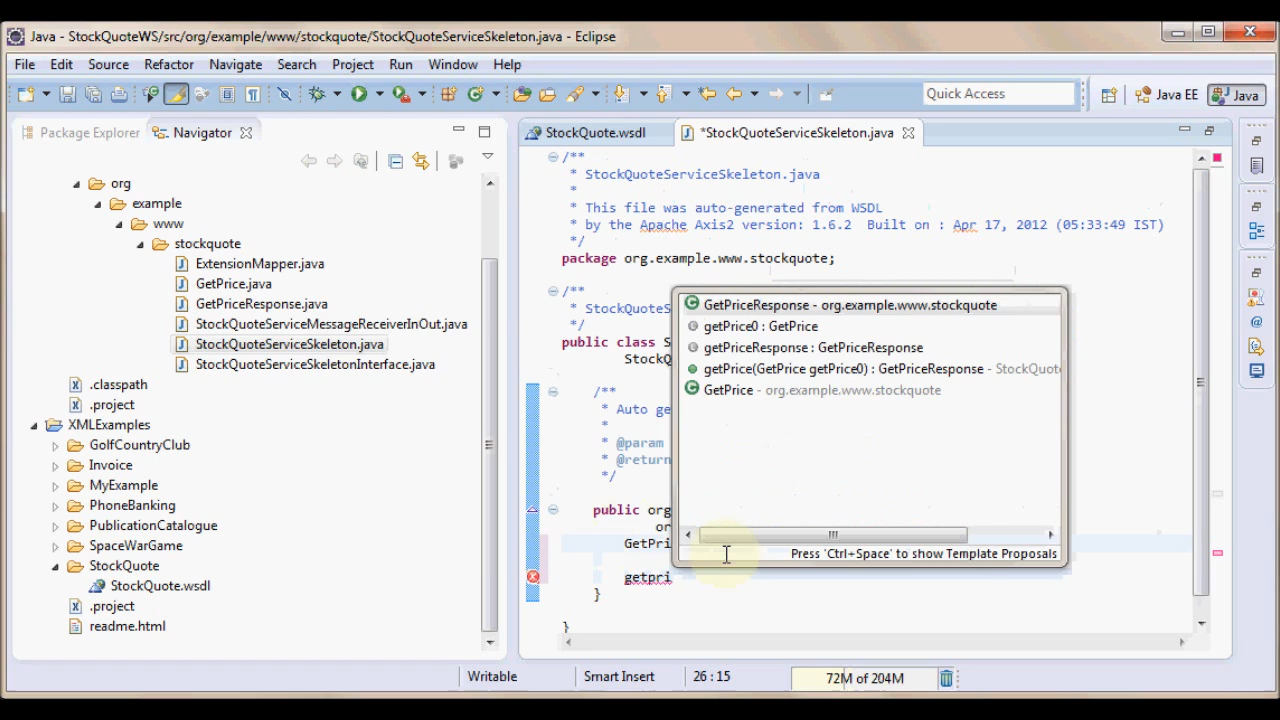 Java - StockQuoteWS/src/org/example/www/stockquote/StockQuoteServiceSkeleton.java - Eclipse
File Edit Source Refactor Navigate Search Project Run Window Help
Quick Access
Java EE
Java
Package Explorer
Navigator
org
example
www
stockquote
ExtensionMapper.java
GetPrice.java
GetPriceResponse.java
StockQuoteServiceMessageReceiverInOut.java
StockQuoteServiceSkeleton.java
StockQuoteServiceSkeletonInterface.java
.classpath
.project
XMLExamples
GolfCountryClub
Invoice
MyExample
PhoneBanking
PublicationCatalogue
SpaceWarGame
StockQuote
StockQuote.wsdl
.project
readme.html
StockQuote.wsdl
*StockQuoteServiceSkeleton.java
/**
* StockQuoteServiceSkeleton.java
*
* This file was auto-generated from WSDL
* by the Apache Axis2 version: 1.6.2 Built on : Apr 17, 2012 (05:33:49 IST)
*/
package org.example.www.stockquote;
/**
* StockQuoteS
*/
public class S
StockQ
/**
* Auto ge
*
* @param
* @return
*/
public org
or
GetPri
getpri
}
}
GetPriceResponse - org.example.www.stockquote
getPrice0 : GetPrice
getPriceResponse : GetPriceResponse
getPrice(GetPrice getPrice0) : GetPriceResponse - StockQuote
GetPrice - org.example.www.stockquote
Press 'Ctrl+Space' to show Template Proposals
Writable
Smart Insert
26 : 15
72M of 204M